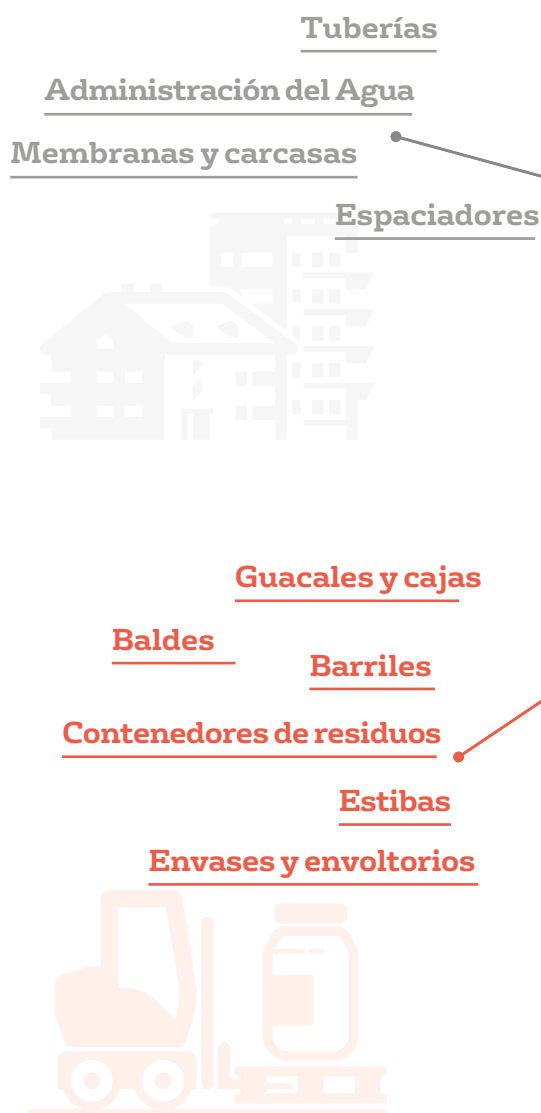 Tuberías
Administración del Agua
Membranas y carcasas
Espaciadores
Guacales y cajas
Baldes
Barriles
Contenedores de residuos
Estibas
Envases y envoltorios